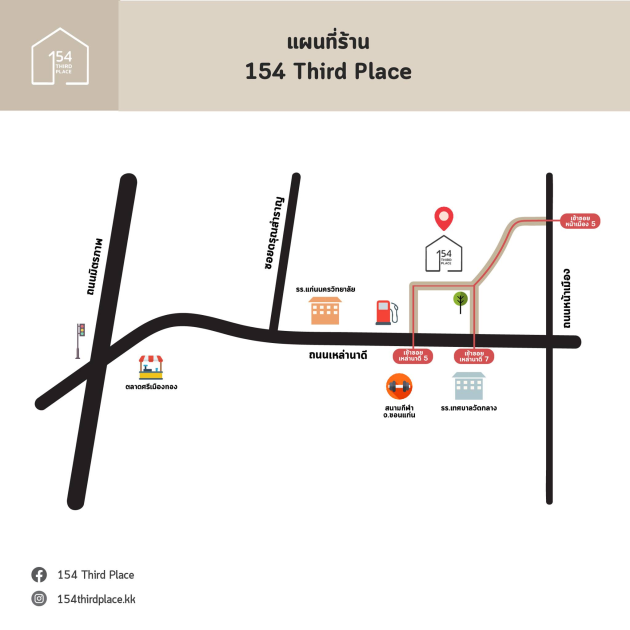 154
THIRD
PLACE
แผนที่ร้าน
154 Third Place
ถนนมิตรภาพ
ซอยดรุณสำราญ
เข้าซอย
หน้าเมือง 5
154
THIRD
PLACE
ถนนหน้าเมือง
รร.แก่นนครวิทยาลัย
ถนนเหล่านาดี
เข้าซอย
เหล่านาดี 5
เข้าซอย
เหล่านาดี 7
ตลาดศรีเมืองทอง
สนามกีฬา
จ.ขอนแก่น
รร.เทศบาลวัดกลาง
154 Third Place
154thirdplace.kk